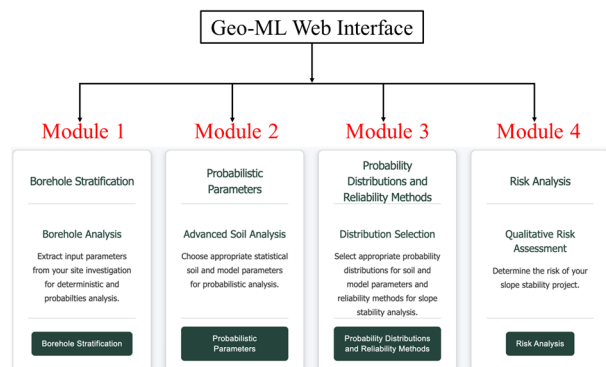 Geo-ML Web Interface
Module 1
Module 2
Module 3
Module 4
Borehole Stratification
Borehole Analysis
Extract input parameters
from your site investigation
for deterministic and
probabilties analysis.
Borehole Stratification
Probabilistic
Parameters
Advanced Soil Analysis
Choose appropriate statistical
soil and model parameters
for probabilistic analysis.
Probabilistic
Parameters
Probability
Distributions and
Reliability Methods
Distribution Selection
Select appropriate probability
distributions for soil and
model parameters and
reliability methods for slope
stability analysis.
Probability Distributions
and Reliability Methods
Risk Analysis
Qualitative Risk
Assessment
Determine the risk of your
slope stability project.
Risk Analysis